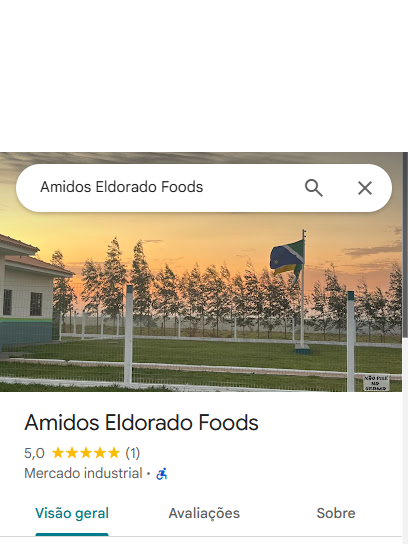 Amidos Eldorado Foods
NÃO PISE
NO
GRAMADO
Amidos Eldorado Foods
5,0 ★★★★★ (1)
Mercado industrial ·
Visão geral Avaliações Sobre